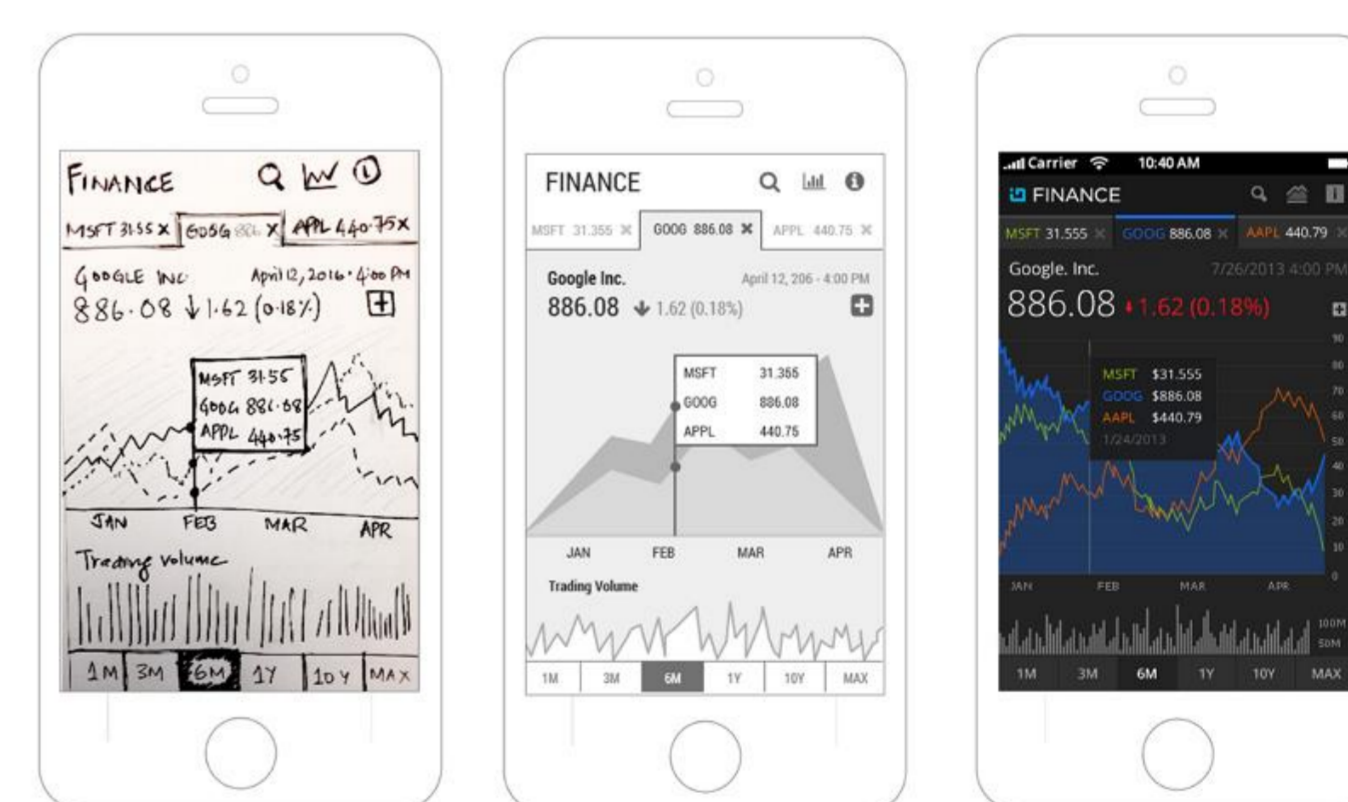 FINANCE
MSFT 31.55 X GOOG 886 X APPL 440.75X
GOOGLE INC. April 12, 2016 · 4:00 PM
886.08 ↓ 1.62 (0.18%) +
MSFT 31.55
GOOG 886.08
APPL 440.75
JAN FEB MAR APR
Trading volume
1M 3M 6M 1Y 10Y MAX
FINANCE
MSFT 31.355 × GOOG 886.08 × APPL 440.75 ×
Google Inc. April 12, 206 - 4:00 PM
886.08 ↓ 1.62 (0.18%) +
MSFT 31.355
GOOG 886.08
APPL 440.75
JAN FEB MAR APR
Trading Volume
1M 3M 6M 1Y 10Y MAX
Carrier 10:40 AM
FINANCE
MSFT 31.555 × GOOG 886.08 × AAPL 440.79 ×
Google. Inc. 7/26/2013 4:00 PM
886.08 ↓1.62 (0.18%) +
90
80
MSFT $31.555
70
GOOG $886.08
60
AAPL $440.79
1/24/2013
50
40
30
20
10
0
JAN FEB MAR APR
100M
50M
1M 3M 6M 1Y 10Y MAX